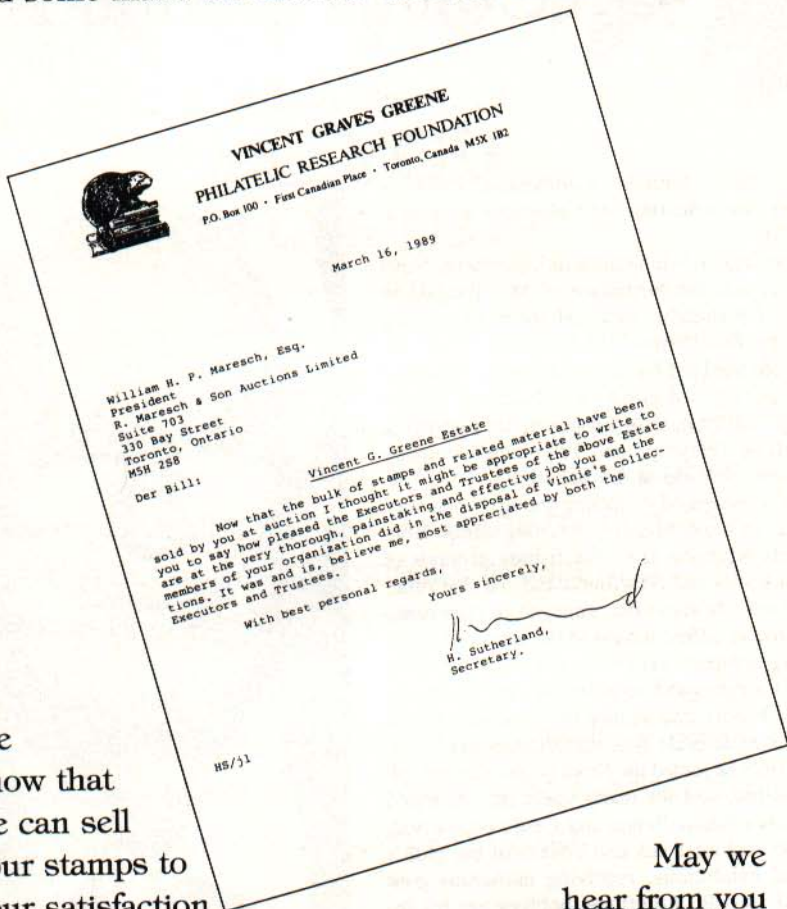 VINCENT GRAVES GREENE
PHILATELIC RESEARCH FOUNDATION
P.O. Box 100 · First Canadian Place · Toronto, Canada M5X 1B2
March 16, 1989
William H. P. Maresch, Esq.
President
R. Maresch & Son Auctions Limited
Suite 703
330 Bay Street
Toronto, Ontario
M5H 2S8
Der Bill:
Vincent G. Greene Estate
Now that the bulk of stamps and related material have been
sold by you at auction I thought it might be appropriate to write to
you to say how pleased the Executors and Trustees of the above Estate
are at the very thorough, painstaking and effective job you and the
members of your organization did in the disposal of Vinnie's collec-
tions. It was and is, believe me, most appreciated by both the
Executors and Trustees.
With best personal regards,
Yours sincerely,
H. Sutherland,
Secretary.
HS/jl
now that
e can sell
our stamps to
our satisfaction
May we
hear from you